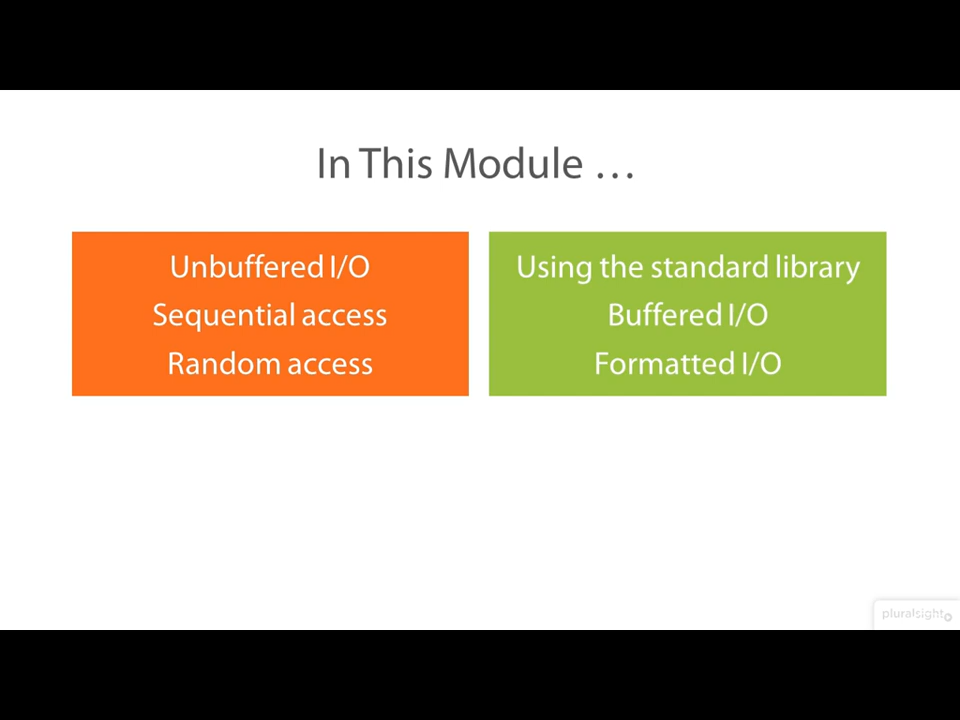 In This Module ...
Unbuffered I/O
Sequential access
Random access
Using the standard library
Buffered I/O
Formatted I/O
pluralsight